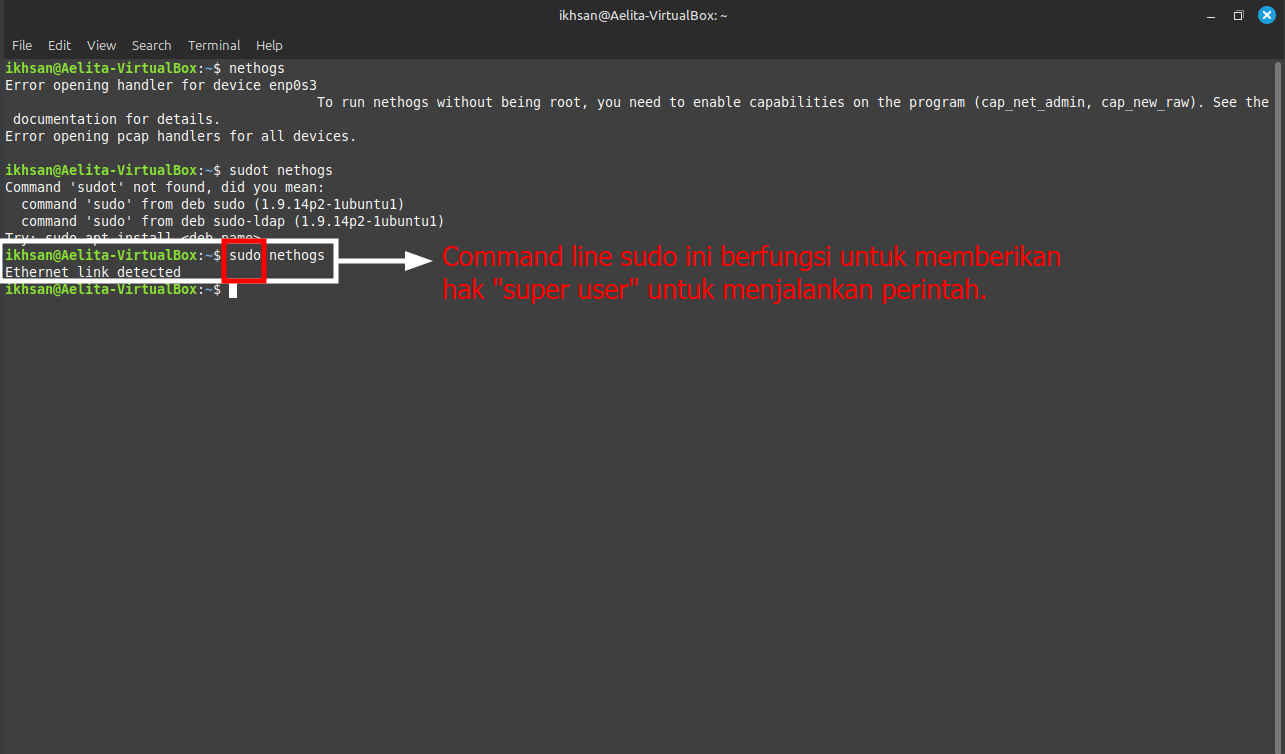 ikhsan@Aelita-VirtualBox: ~
File Edit View Search Terminal Help
ikhsan@Aelita-VirtualBox:~$ nethogs
Error opening handler for device enp0s3
To run nethogs without being root, you need to enable capabilities on the program (cap_net_admin, cap_new_raw). See the
documentation for details.
Error opening pcap handlers for all devices.
ikhsan@Aelita-VirtualBox:~$ sudot nethogs
Command 'sudot' not found, did you mean:
command 'sudo' from deb sudo (1.9.14p2-1ubuntu1)
command 'sudo' from deb sudo-ldap (1.9.14p2-1ubuntu1)
Try: sudo apt install <deb name>
ikhsan@Aelita-VirtualBox:~$ sudo nethogs
Ethernet link detected
ikhsan@Aelita-VirtualBox:~$
Command line sudo ini berfungsi untuk memberikan
hak "super user" untuk menjalankan perintah.